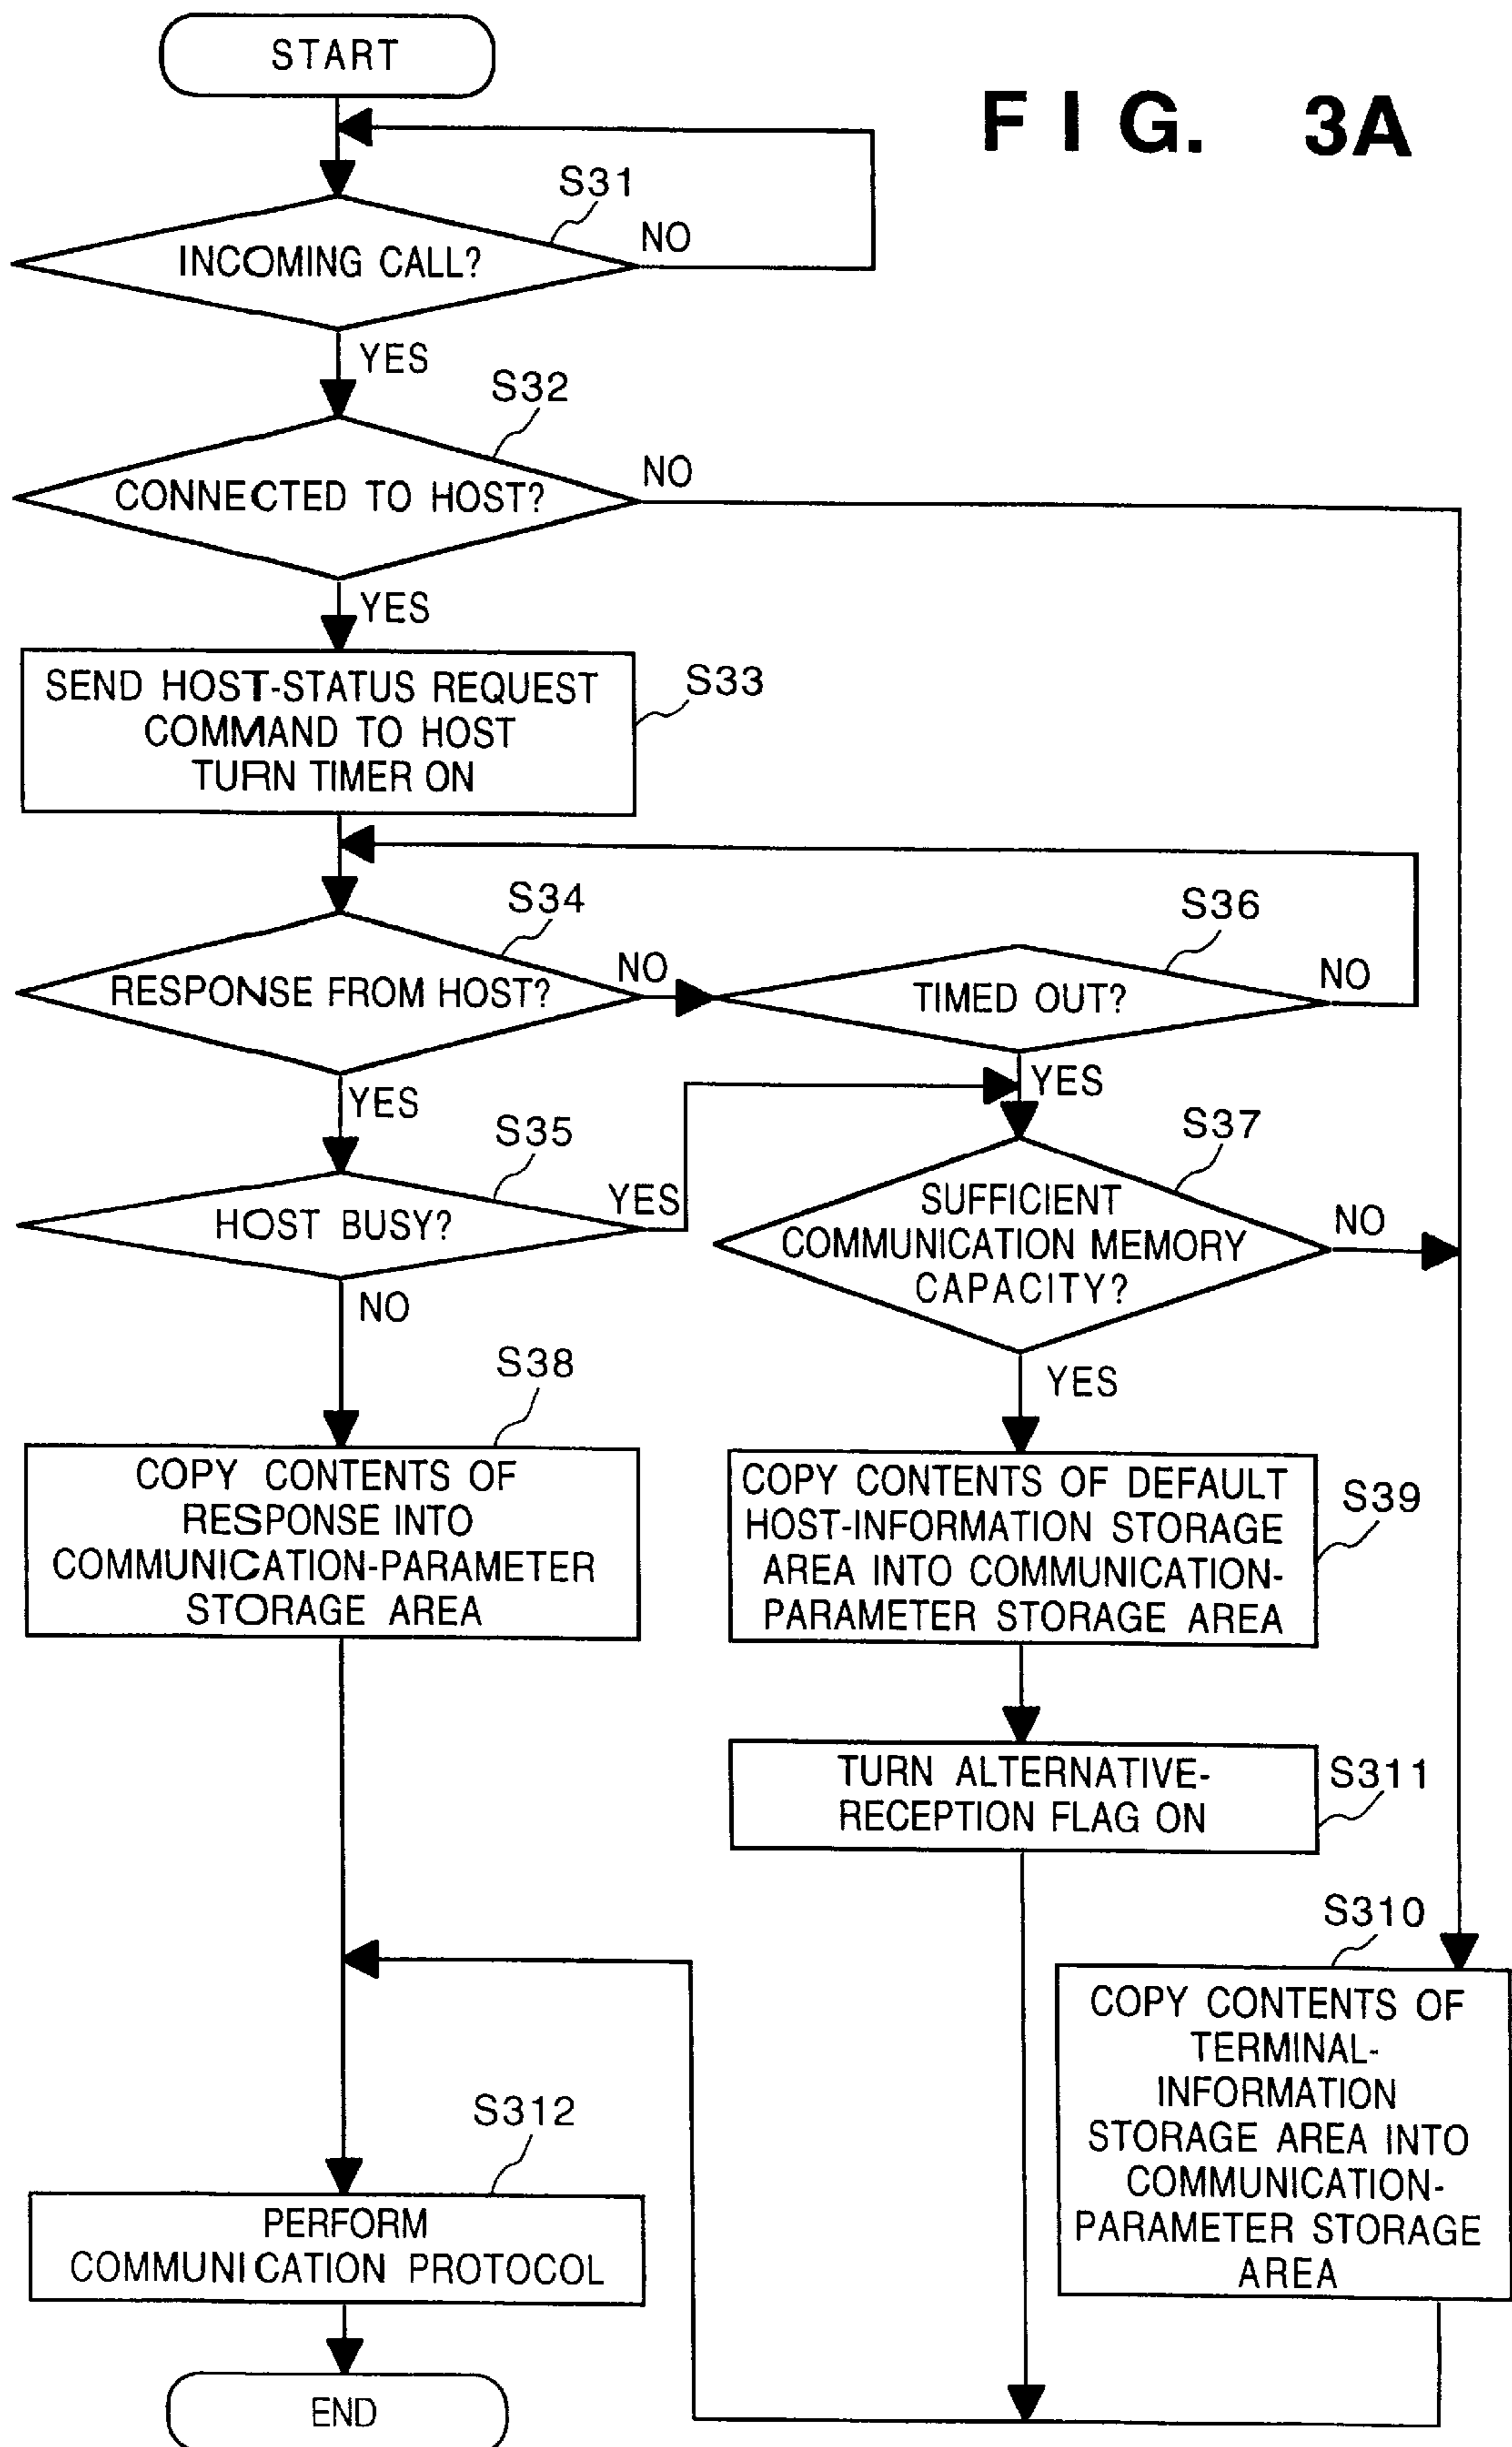 START
FIG. 3A
S31
INCOMING CALL?
NO
YES
S32
CONNECTED TO HOST?
NO
YES
SEND HOST-STATUS REQUEST
COMMAND TO HOST
TURN TIMER ON
S33
S34
RESPONSE FROM HOST?
NO
S36
TIMED OUT?
NO
YES
YES
S35
HOST BUSY?
YES
NO
S37
SUFFICIENT
COMMUNICATION MEMORY
CAPACITY?
NO
YES
S38
COPY CONTENTS OF
RESPONSE INTO
COMMUNICATION-PARAMETER
STORAGE AREA
COPY CONTENTS OF DEFAULT
HOST-INFORMATION STORAGE
AREA INTO COMMUNICATION-
PARAMETER STORAGE AREA
S39
TURN ALTERNATIVE-
RECEPTION FLAG ON
S311
S310
COPY CONTENTS OF
TERMINAL-
INFORMATION
STORAGE AREA INTO
COMMUNICATION-
PARAMETER STORAGE
AREA
S312
PERFORM
COMMUNICATION PROTOCOL
END